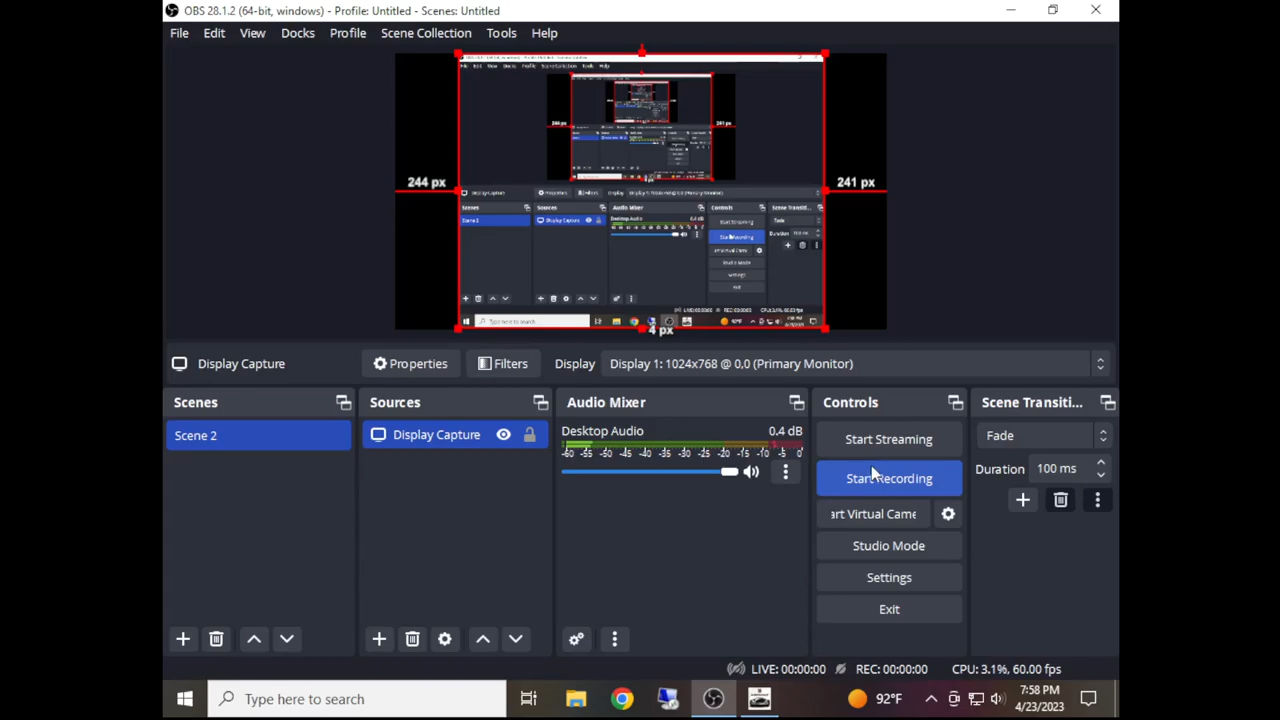 OBS 28.1.2 (64-bit, windows) - Profile: Untitled - Scenes: Untitled
File Edit View Docks Profile Scene Collection Tools Help
244 px
241 px
4 px
Display Capture Properties Filters Display Display 1: 1024x768 @ 0,0 (Primary Monitor)
Scenes
Scene 2
Sources
Display Capture
Audio Mixer
Desktop Audio 0.4 dB
-60 -55 -50 -45 -40 -35 -30 -25 -20 -15 -10 -5 0
Controls
Start Streaming
Start Recording
art Virtual Came
Studio Mode
Settings
Exit
Scene Transiti...
Fade
Duration 100 ms
LIVE: 00:00:00 REC: 00:00:00 CPU: 3.1%, 60.00 fps
Type here to search
92°F
7:58 PM
4/23/2023